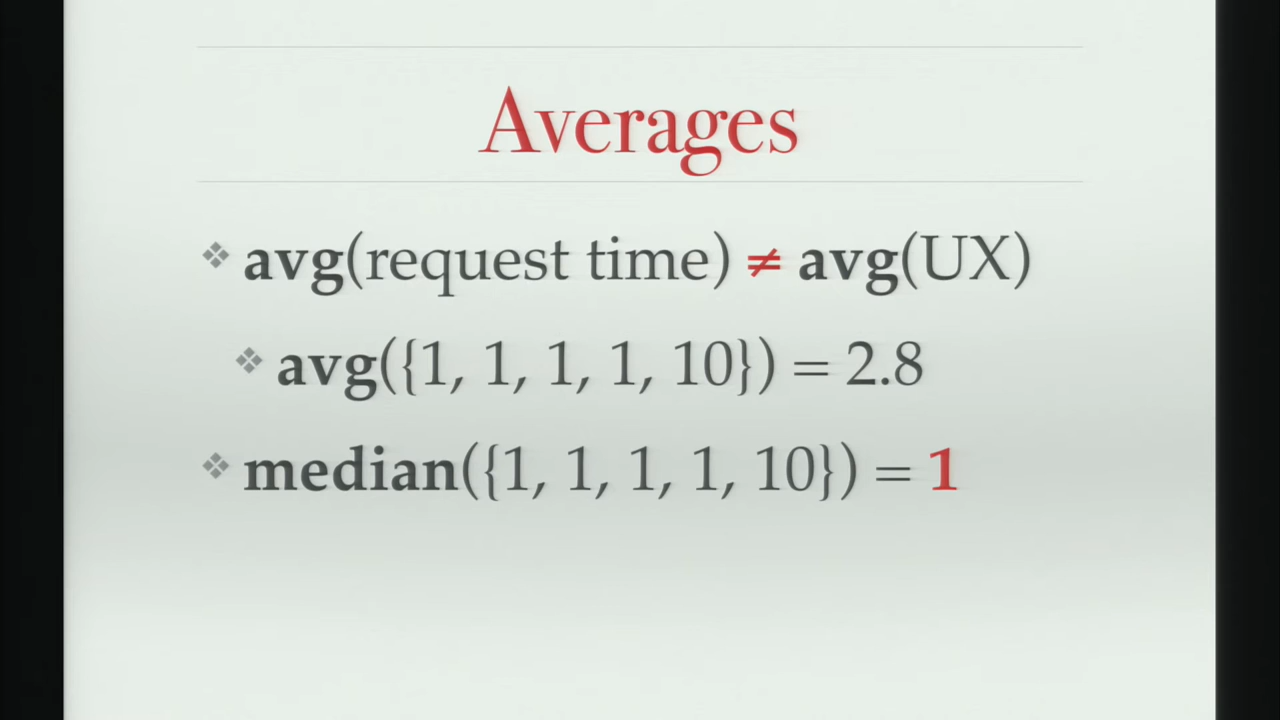 Averages
❖ avg(request time) ≠ avg(UX)
❖ avg({1, 1, 1, 1, 10}) = 2.8
❖ median({1, 1, 1, 1, 10}) = 1